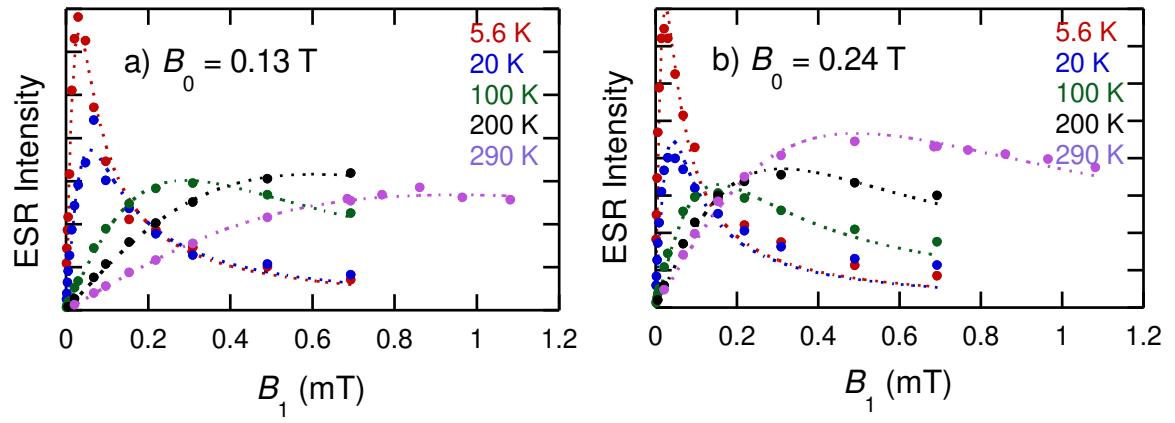 a) B0 = 0.13 T
5.6 K
20 K
100 K
200 K
290 K
ESR Intensity
0 0.2 0.4 0.6 0.8 1 1.2
B1 (mT)
b) B0 = 0.24 T
5.6 K
20 K
100 K
200 K
290 K
ESR Intensity
0 0.2 0.4 0.6 0.8 1 1.2
B1 (mT)